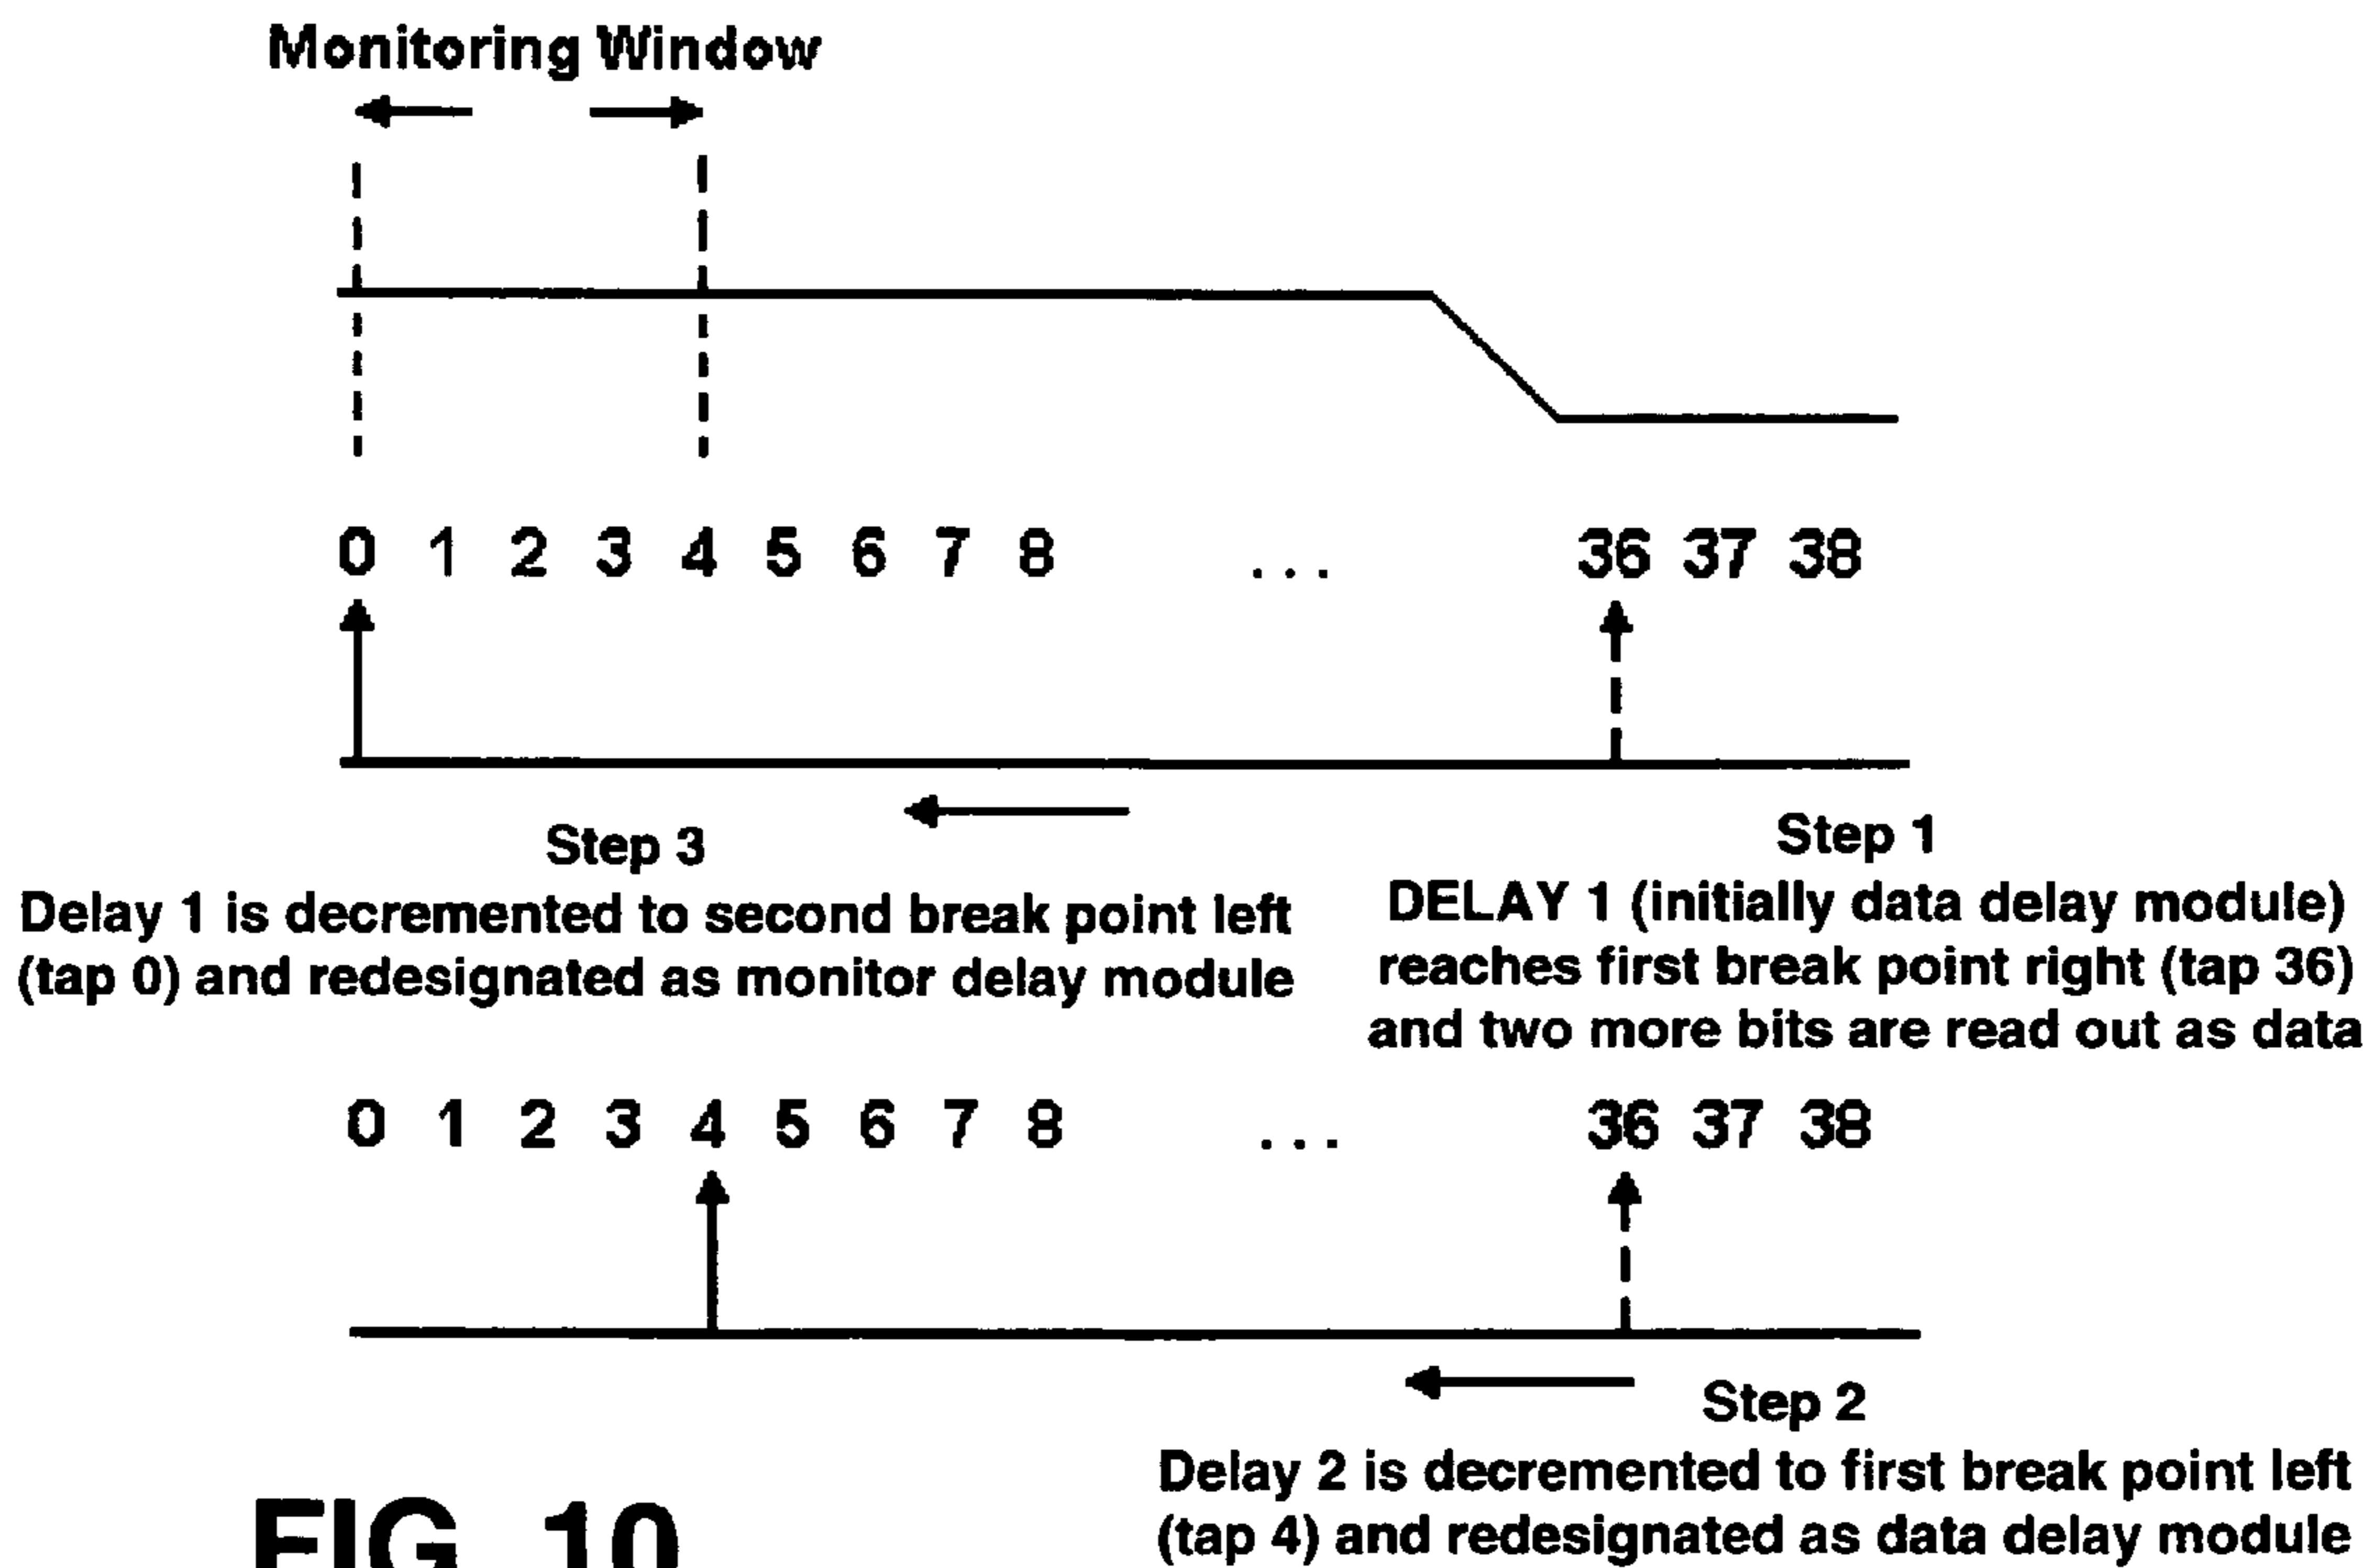 Monitoring Window
0 1 2 3 4 5 6 7 8 ... 36 37 38
Step 3
Delay 1 is decremented to second break point left
(tap 0) and redesignated as monitor delay module
Step 1
DELAY 1 (initially data delay module)
reaches first break point right (tap 36)
and two more bits are read out as data
0 1 2 3 4 5 6 7 8 ... 36 37 38
Step 2
Delay 2 is decremented to first break point left
(tap 4) and redesignated as data delay module
FIG 10